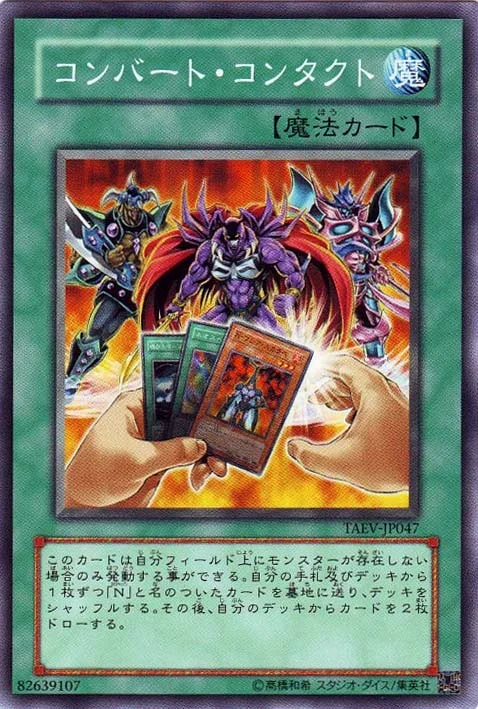 コンバート・コンタクト 魔
【魔法カード】
TAEV-JP047
このカードは自分フィールド上にモンスターが存在しない
場合のみ発動する事ができる。自分の手札及びデッキから
１枚ずつ「N」と名のついたカードを墓地に送り、デッキを
シャッフルする。その後、自分のデッキからカードを２枚
ドローする。
82639107
©高橋和希 スタジオ・ダイス/集英社